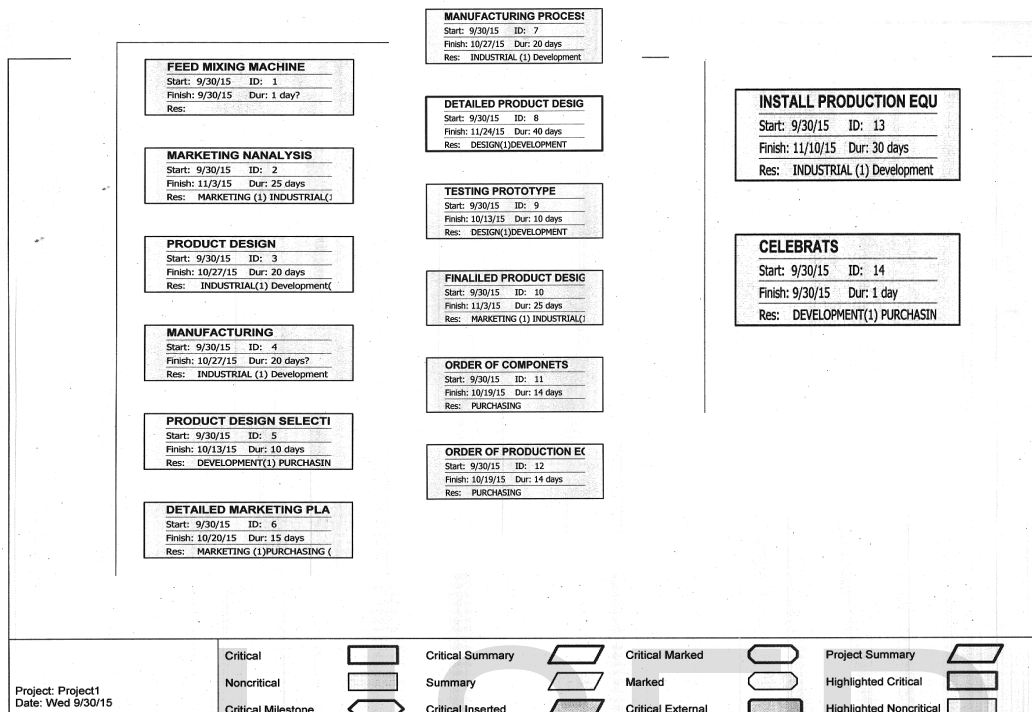 FEED MIXING MACHINE
Start: 9/30/15 ID: 1
Finish: 9/30/15 Dur: 1 day?
Res:
MARKETING NANALYSIS
Start: 9/30/15 ID: 2
Finish: 11/3/15 Dur: 25 days
Res: MARKETING (1) INDUSTRIAL(1
PRODUCT DESIGN
Start: 9/30/15 ID: 3
Finish: 10/27/15 Dur: 20 days
Res: INDUSTRIAL(1) Development(
MANUFACTURING
Start: 9/30/15 ID: 4
Finish: 10/27/15 Dur: 20 days?
Res: INDUSTRIAL (1) Development
PRODUCT DESIGN SELECTI
Start: 9/30/15 ID: 5
Finish: 10/13/15 Dur: 10 days
Res: DEVELOPMENT(1) PURCHASIN
DETAILED MARKETING PLA
Start: 9/30/15 ID: 6
Finish: 10/20/15 Dur: 15 days
Res: MARKETING (1)PURCHASING (
MANUFACTURING PROCESS
Start: 9/30/15 ID: 7
Finish: 10/27/15 Dur: 20 days
Res: INDUSTRIAL (1) Development
DETAILED PRODUCT DESIG
Start: 9/30/15 ID: 8
Finish: 11/24/15 Dur: 40 days
Res: DESIGN(1)DEVELOPMENT
TESTING PROTOTYPE
Start: 9/30/15 ID: 9
Finish: 10/13/15 Dur: 10 days
Res: DESIGN(1)DEVELOPMENT
FINALILED PRODUCT DESIG
Start: 9/30/15 ID: 10
Finish: 11/3/15 Dur: 25 days
Res: MARKETING (1) INDUSTRIAL(1
ORDER OF COMPONETS
Start: 9/30/15 ID: 11
Finish: 10/19/15 Dur: 14 days
Res: PURCHASING
ORDER OF PRODUCTION EQ
Start: 9/30/15 ID: 12
Finish: 10/19/15 Dur: 14 days
Res: PURCHASING
INSTALL PRODUCTION EQU
Start: 9/30/15 ID: 13
Finish: 11/10/15 Dur: 30 days
Res: INDUSTRIAL (1) Development
CELEBRATS
Start: 9/30/15 ID: 14
Finish: 9/30/15 Dur: 1 day
Res: DEVELOPMENT(1) PURCHASIN
Project: Project1
Date: Wed 9/30/15
Critical
Noncritical
Critical Milestone
Critical Summary
Summary
Critical Inserted
Critical Marked
Marked
Critical External
Project Summary
Highlighted Critical
Highlighted Noncritical